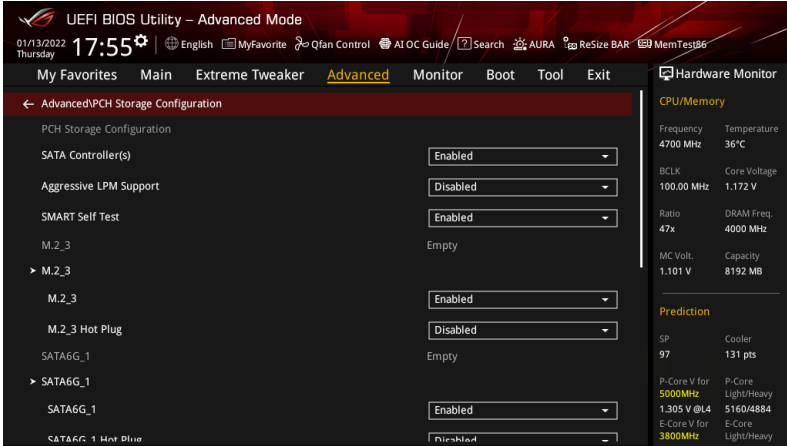 UEFI BIOS Utility – Advanced Mode
01/13/2022 Thursday 17:55 English MyFavorite Qfan Control AI OC Guide Search AURA ReSize BAR MemTest86
My Favorites Main Extreme Tweaker Advanced Monitor Boot Tool Exit
Advanced\PCH Storage Configuration
PCH Storage Configuration
SATA Controller(s) Enabled
Aggressive LPM Support Disabled
SMART Self Test Enabled
M.2_3 Empty
M.2_3
M.2_3 Enabled
M.2_3 Hot Plug Disabled
SATA6G_1 Empty
SATA6G_1
SATA6G_1 Enabled
SATA6G_1 Hot Plug Disabled
Hardware Monitor
CPU/Memory
Frequency Temperature
4700 MHz 36°C
BCLK Core Voltage
100.00 MHz 1.172 V
Ratio DRAM Freq.
47x 4000 MHz
MC Volt. Capacity
1.101 V 8192 MB
Prediction
SP Cooler
97 131 pts
P-Core V for P-Core
5000MHz Light/Heavy
1.305 V @L4 5160/4884
E-Core V for E-Core
3800MHz Light/Heavy